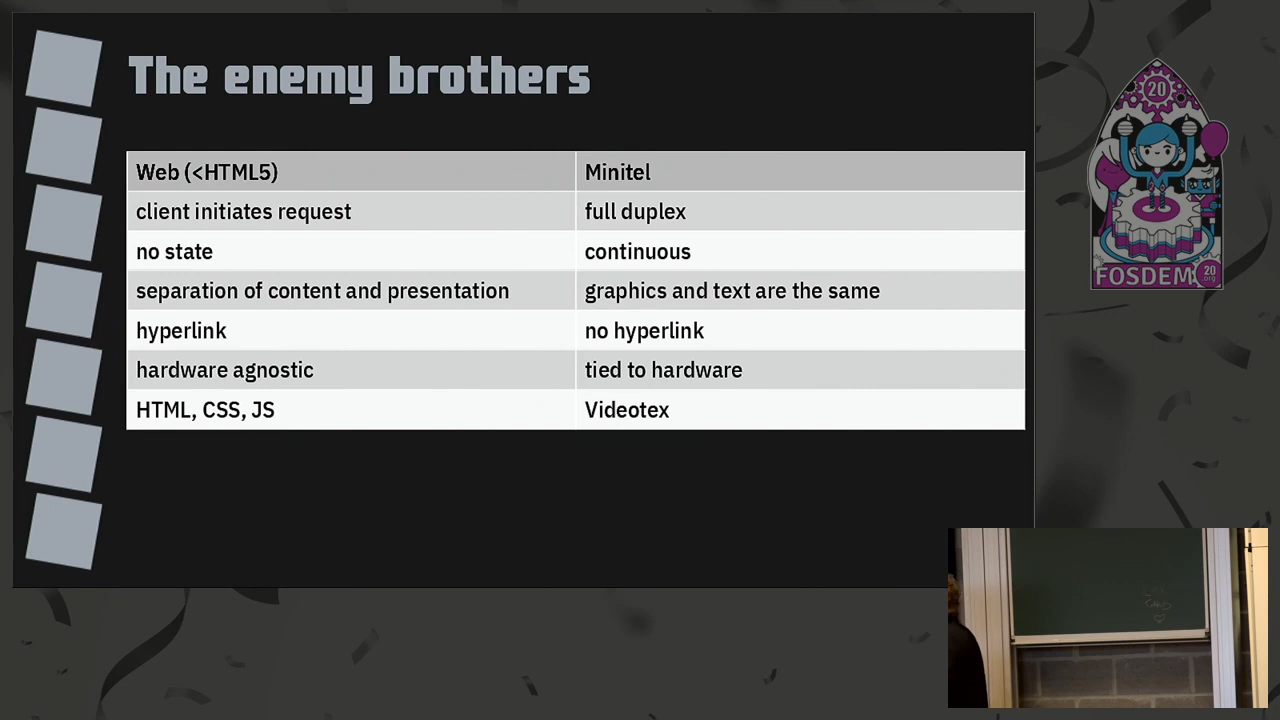 The enemy brothers
Web (<HTML5) Minitel
client initiates request full duplex
no state continuous
separation of content and presentation graphics and text are the same
hyperlink no hyperlink
hardware agnostic tied to hardware
HTML, CSS, JS Videotex
20
FOSDEM 20
.org